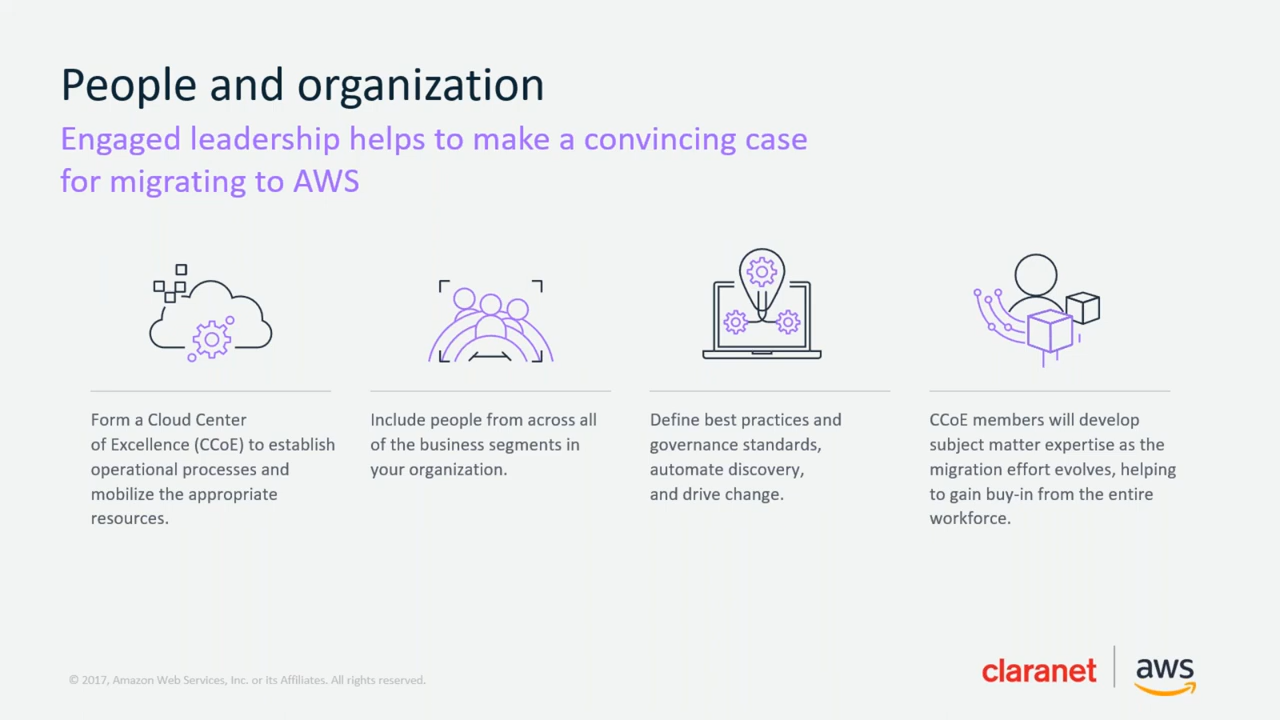 People and organization
Engaged leadership helps to make a convincing case
for migrating to AWS
Form a Cloud Center
of Excellence (CCoE) to establish
operational processes and
mobilize the appropriate
resources.
Include people from across all
of the business segments in
your organization.
Define best practices and
governance standards,
automate discovery,
and drive change.
CCoE members will develop
subject matter expertise as the
migration effort evolves, helping
to gain buy-in from the entire
workforce.
© 2017, Amazon Web Services, Inc. or its Affiliates. All rights reserved.
claranet
aws